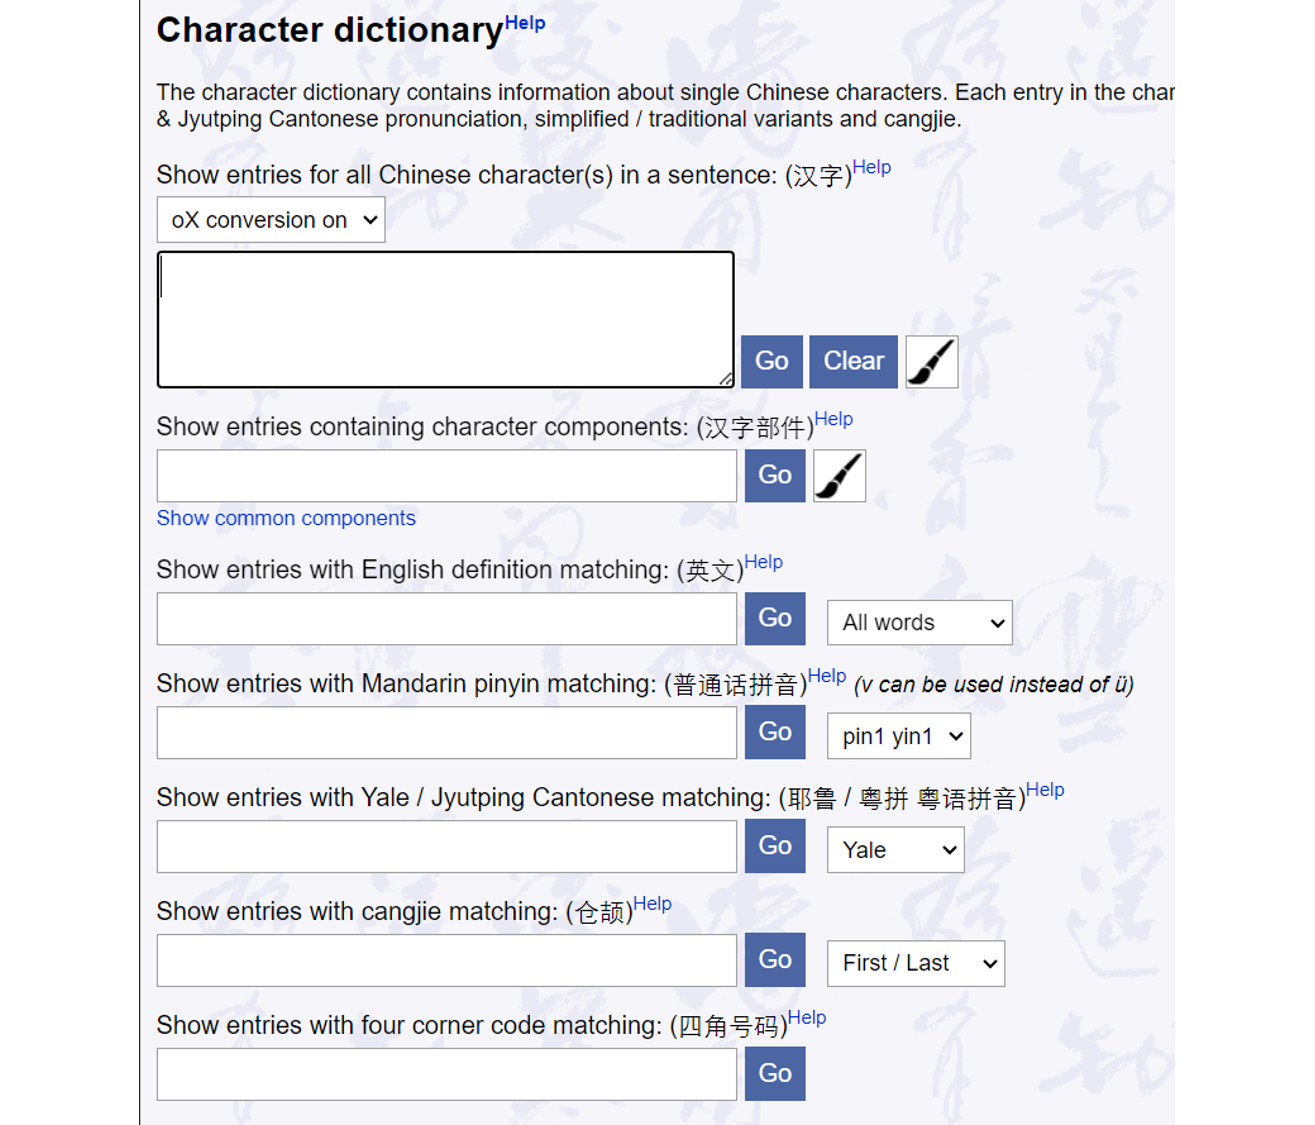 Character dictionaryHelp
The character dictionary contains information about single Chinese characters. Each entry in the char
& Jyutping Cantonese pronunciation, simplified / traditional variants and cangjie.
Show entries for all Chinese character(s) in a sentence: (汉字)Help
oX conversion on
Go Clear
Show entries containing character components: (汉字部件)Help
Go
Show common components
Show entries with English definition matching: (英文)Help
Go All words
Show entries with Mandarin pinyin matching: (普通话拼音)Help (v can be used instead of ü)
Go pin1 yin1
Show entries with Yale / Jyutping Cantonese matching: (耶鲁 / 粤拼 粤语拼音)Help
Go Yale
Show entries with cangjie matching: (仓颉)Help
Go First / Last
Show entries with four corner code matching: (四角号码)Help
Go